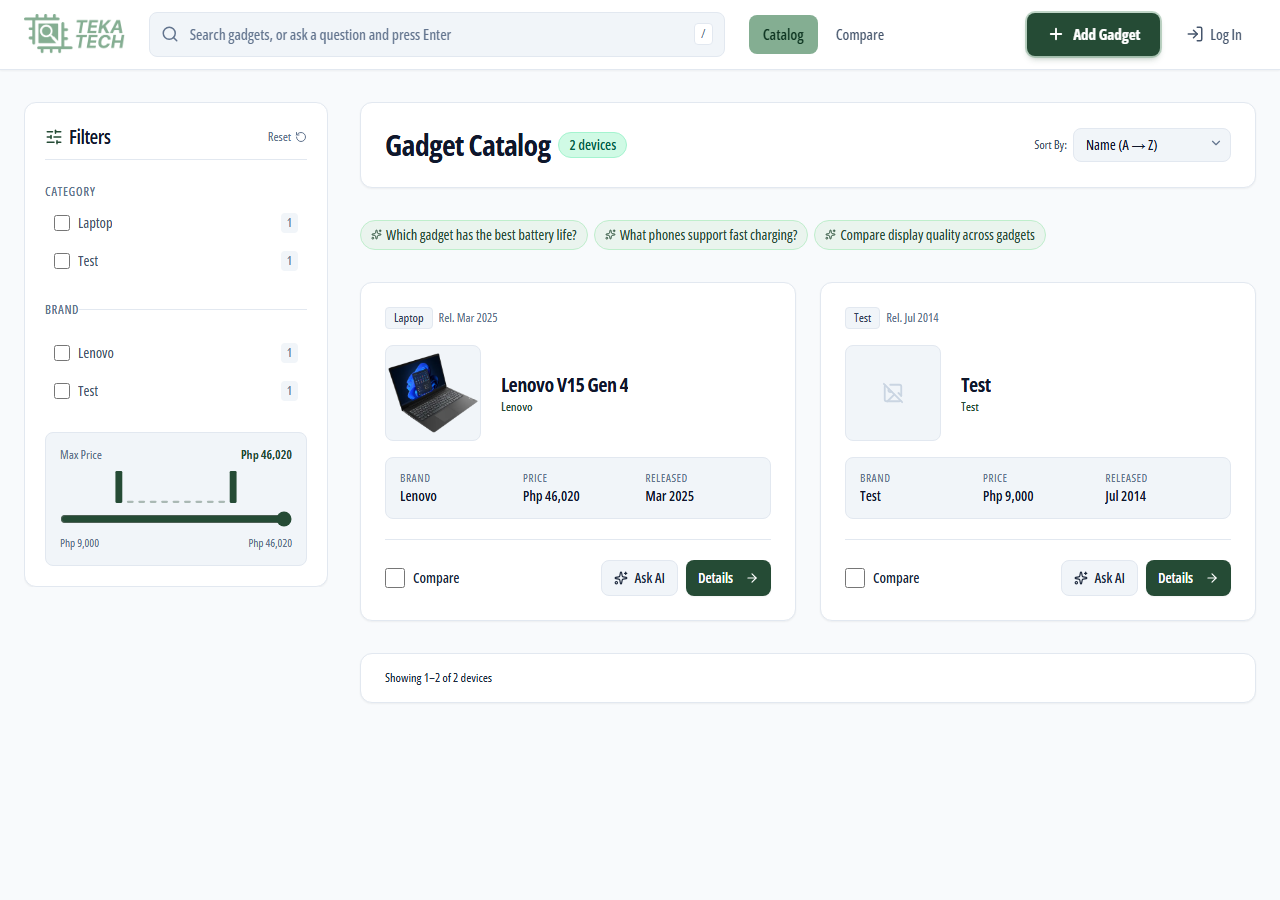 TEKA
TECH
Search gadgets, or ask a question and press Enter
/
Catalog
Compare
Add Gadget
Log In
Filters
Reset
CATEGORY
Laptop
1
Test
1
BRAND
Lenovo
1
Test
1
Max Price
Php 46,020
Php 9,000
Php 46,020
Gadget Catalog
2 devices
Sort By:
Name (A → Z)
Which gadget has the best battery life?
What phones support fast charging?
Compare display quality across gadgets
Laptop
Rel. Mar 2025
Lenovo V15 Gen 4
Lenovo
BRAND
PRICE
RELEASED
Lenovo
Php 46,020
Mar 2025
Compare
Ask AI
Details
Test
Rel. Jul 2014
Test
Test
BRAND
PRICE
RELEASED
Test
Php 9,000
Jul 2014
Compare
Ask AI
Details
Showing 1–2 of 2 devices